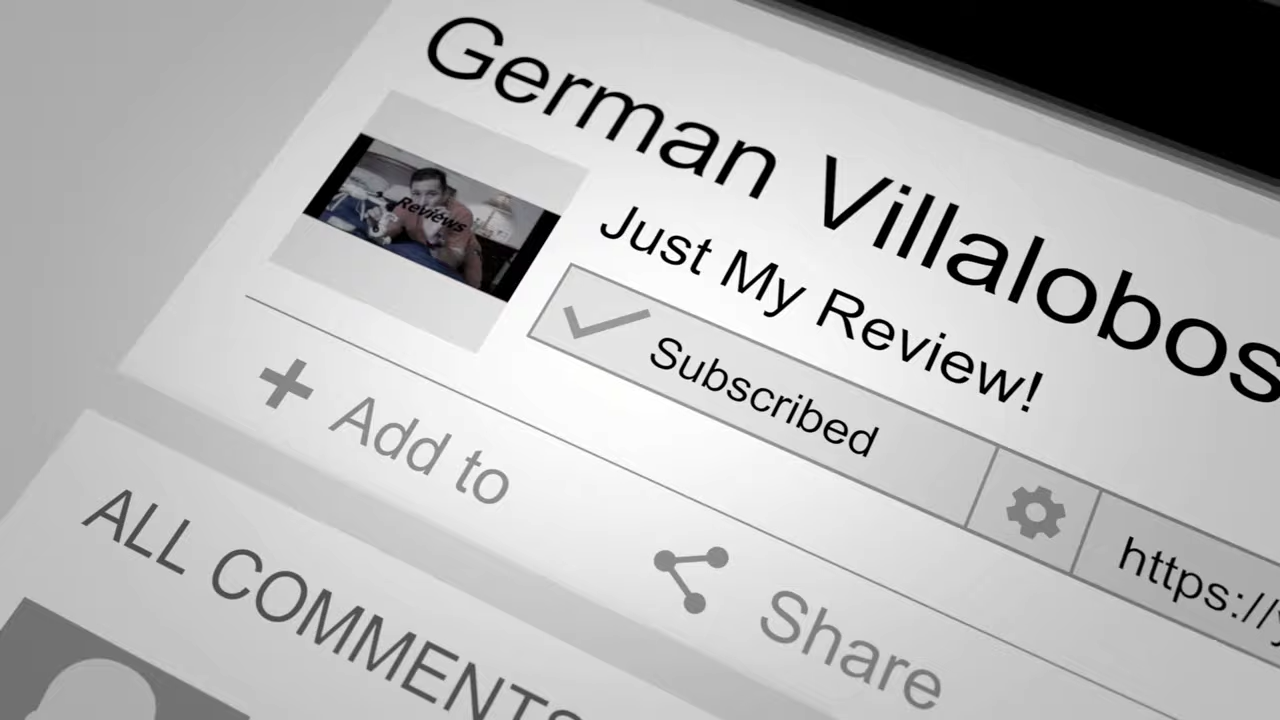 German Villalobos
Reviews
Just My Review!
Subscribed
https://
Add to
Share
ALL COMMENTS